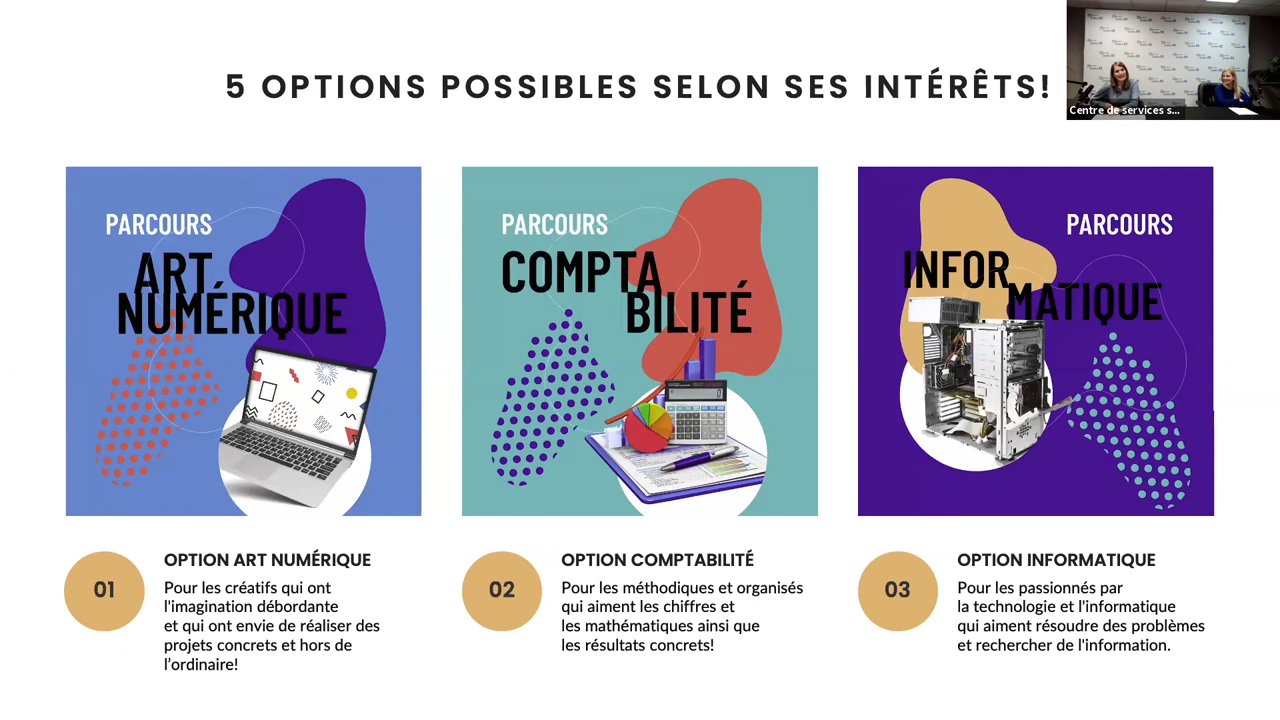 5 OPTIONS POSSIBLES SELON SES INTÉRÊTS!
Centre de services s...
PARCOURS
ART
NUMÉRIQUE
PARCOURS
COMPTA
BILITÉ
PARCOURS
INFOR
MATIQUE
01
OPTION ART NUMÉRIQUE
Pour les créatifs qui ont
l'imagination débordante
et qui ont envie de réaliser des
projets concrets et hors de
l'ordinaire!
02
OPTION COMPTABILITÉ
Pour les méthodiques et organisés
qui aiment les chiffres et
les mathématiques ainsi que
les résultats concrets!
03
OPTION INFORMATIQUE
Pour les passionnés par
la technologie et l'informatique
qui aiment résoudre des problèmes
et rechercher de l'information.